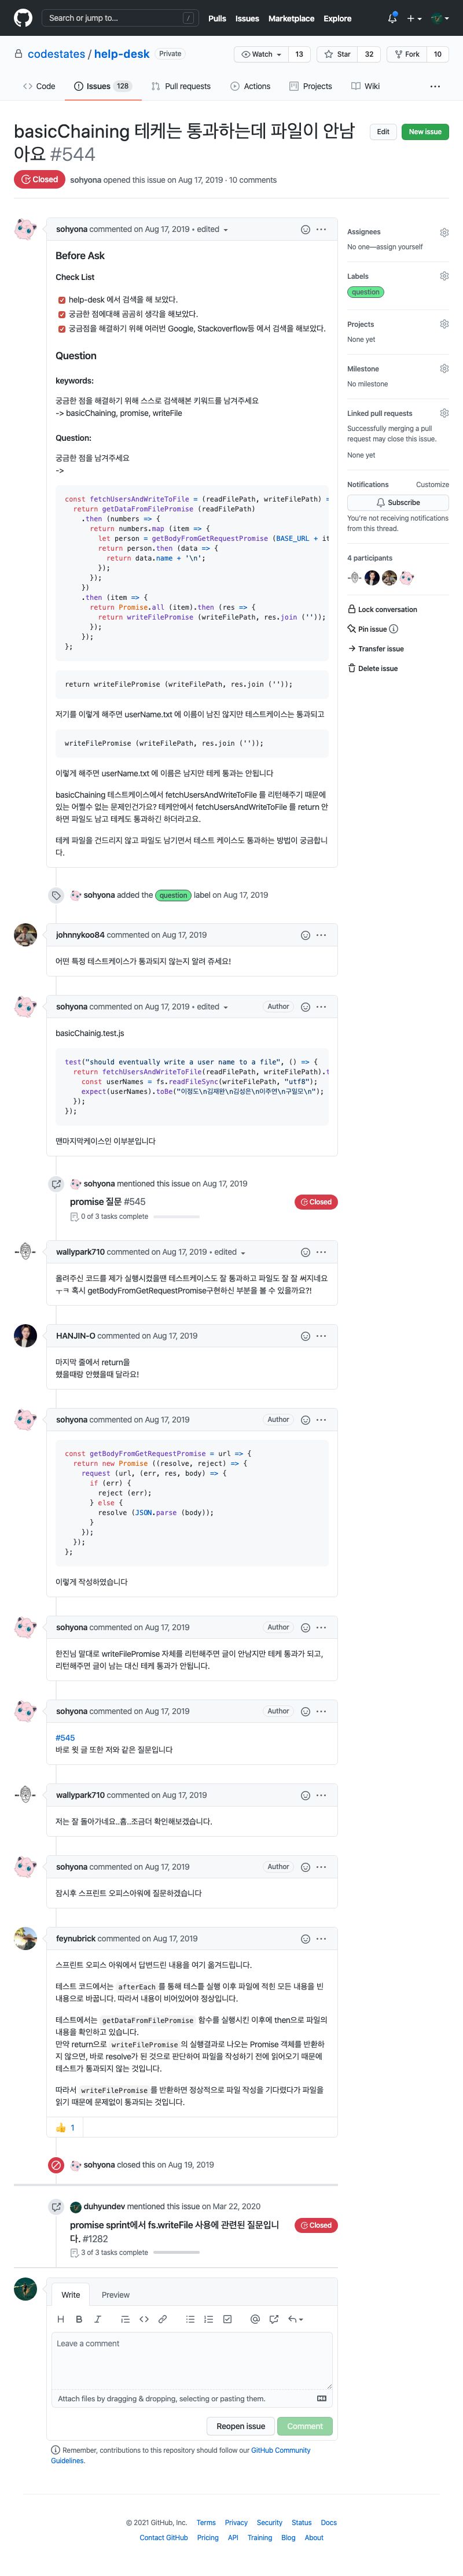 Search or jump to... /
Pulls Issues Marketplace Explore
codestates / help-desk Private
Watch 13 Star 32 Fork 10
Code Issues 128 Pull requests Actions Projects Wiki
basicChaining 테케는 통과하는데 파일이 안남
아요 #544
Edit New issue
Closed sohyona opened this issue on Aug 17, 2019 · 10 comments
sohyona commented on Aug 17, 2019 • edited
Before Ask
Check List
help-desk 에서 검색을 해 보았다.
궁금한 점에대해 곰곰히 생각을 해보았다.
궁금점을 해결하기 위해 여러번 Google, Stackoverflow등 에서 검색을 해보았다.
Question
keywords:
궁금한 점을 해결하기 위해 스스로 검색해본 키워드를 남겨주세요
-> basicChaining, promise, writeFile
Question:
궁금한 점을 남겨주세요
->
const fetchUsersAndWriteToFile = (readFilePath, writeFilePath) =
return getDataFromFilePromise (readFilePath)
.then (numbers => {
return numbers.map (item => {
let person = getBodyFromGetRequestPromise (BASE_URL + it
return person.then (data => {
return data.name + '\n';
});
});
})
.then (item => {
return Promise.all (item).then (res => {
return writeFilePromise (writeFilePath, res.join (''));
});
});
};
return writeFilePromise (writeFilePath, res.join (''));
저기를 이렇게 해주면 userName.txt 에 이름이 남진 않지만 테스트케이스는 통과되고
writeFilePromise (writeFilePath, res.join (''));
이렇게 해주면 userName.txt 에 이름은 남지만 테케 통과는 안됩니다
basicChaining 테스트케이스에서 fetchUsersAndWriteToFile 를 리턴해주기 때문에
있는 어쩔수 없는 문제인건가요? 테케안에서 fetchUsersAndWriteToFile 를 return 안
하면 파일도 남고 테케도 통과하긴 하더라고요.
테케 파일을 건드리지 않고 파일도 남기면서 테스트 케이스도 통과하는 방법이 궁금합니
다.
Assignees
No one—assign yourself
Labels
question
Projects
None yet
Milestone
No milestone
Linked pull requests
Successfully merging a pull
request may close this issue.
None yet
Notifications Customize
Subscribe
You're not receiving notifications
from this thread.
4 participants
Lock conversation
Pin issue
Transfer issue
Delete issue
sohyona added the question label on Aug 17, 2019
johnnykoo84 commented on Aug 17, 2019
어떤 특정 테스트케이스가 통과되지 않는지 알려 쥬세요!
sohyona commented on Aug 17, 2019 • edited Author
basicChainig.test.js
test("should eventually write a user name to a file", () => {
return fetchUsersAndWriteToFile(readFilePath, writeFilePath).t
const userNames = fs.readFileSync(writeFilePath, "utf8");
expect(userNames).toBe("이정도\n김재완\n김성은\n이주연\n구일모\n");
});
});
맨마지막케이스인 이부분입니다
sohyona mentioned this issue on Aug 17, 2019
promise 질문 #545 Closed
0 of 3 tasks complete
wallypark710 commented on Aug 17, 2019 • edited
올려주신 코드를 제가 실행시켰을땐 테스트케이스도 잘 통과하고 파일도 잘 잘 써지네요
ㅜㅋ 혹시 getBodyFromGetRequestPromise구현하신 부분을 볼 수 있을까요?!
HANJIN-O commented on Aug 17, 2019
마지막 줄에서 return을
했을때랑 안했을때 달라요!
sohyona commented on Aug 17, 2019 Author
const getBodyFromGetRequestPromise = url => {
return new Promise ((resolve, reject) => {
request (url, (err, res, body) => {
if (err) {
reject (err);
} else {
resolve (JSON.parse (body));
}
});
});
};
이렇게 작성하였습니다
sohyona commented on Aug 17, 2019 Author
한진님 말대로 writeFilePromise 자체를 리턴해주면 글이 안남지만 테케 통과가 되고,
리턴해주면 글이 남는 대신 테케 통과가 안됩니다.
sohyona commented on Aug 17, 2019 Author
#545
바로 윗 글 또한 저와 같은 질문입니다
wallypark710 commented on Aug 17, 2019
저는 잘 돌아가네요..흠..조금더 확인해보겠습니다.
sohyona commented on Aug 17, 2019 Author
잠시후 스프린트 오피스아워에 질문하겠습니다
feynubrick commented on Aug 17, 2019
스프린트 오피스 아워에서 답변드린 내용을 여기 옮겨드립니다.
테스트 코드에서는 afterEach 를 통해 테스틀 실행 이후 파일에 적힌 모든 내용을 빈
내용으로 바꿉니다. 따라서 내용이 비어있어야 정상입니다.
테스트에서는 getDataFromFilePromise 함수를 실행시킨 이후에 then으로 파일의
내용을 확인하고 있습니다.
만약 return으로 writeFilePromise 의 실행결과로 나오는 Promise 객체를 반환하
지 않으면, 바로 resolve가 된 것으로 판단하여 파일을 작성하기 전에 읽어오기 때문에
테스트가 통과되지 않는 것입니다.
따라서 writeFilePromise 를 반환하면 정상적으로 파일 작성을 기다렸다가 파일을
읽기 때문에 문제없이 통과되는 것입니다.
👍 1
sohyona closed this on Aug 19, 2019
duhyundev mentioned this issue on Mar 22, 2020
promise sprint에서 fs.writeFile 사용에 관련된 질문입니
다. #1282
Closed
3 of 3 tasks complete
Write Preview
Leave a comment
Attach files by dragging & dropping, selecting or pasting them.
Reopen issue Comment
Remember, contributions to this repository should follow our GitHub Community
Guidelines.
© 2021 GitHub, Inc. Terms Privacy Security Status Docs
Contact GitHub Pricing API Training Blog About